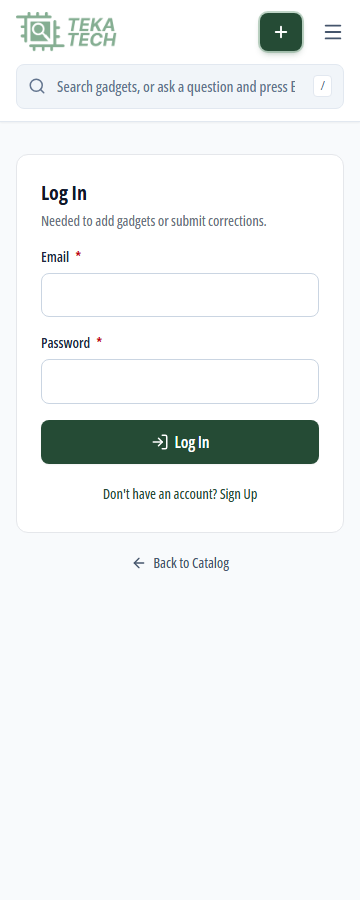 TEKA
TECH
Search gadgets, or ask a question and press E
/
Log In
Needed to add gadgets or submit corrections.
Email *
Password *
Log In
Don't have an account? Sign Up
Back to Catalog